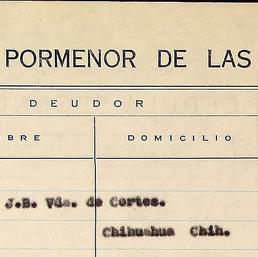 PORMENOR DE LAS
DEUDOR
BRE DOMICILIO
J.B. Vda. de Cortes.
Chihuahua Chih.